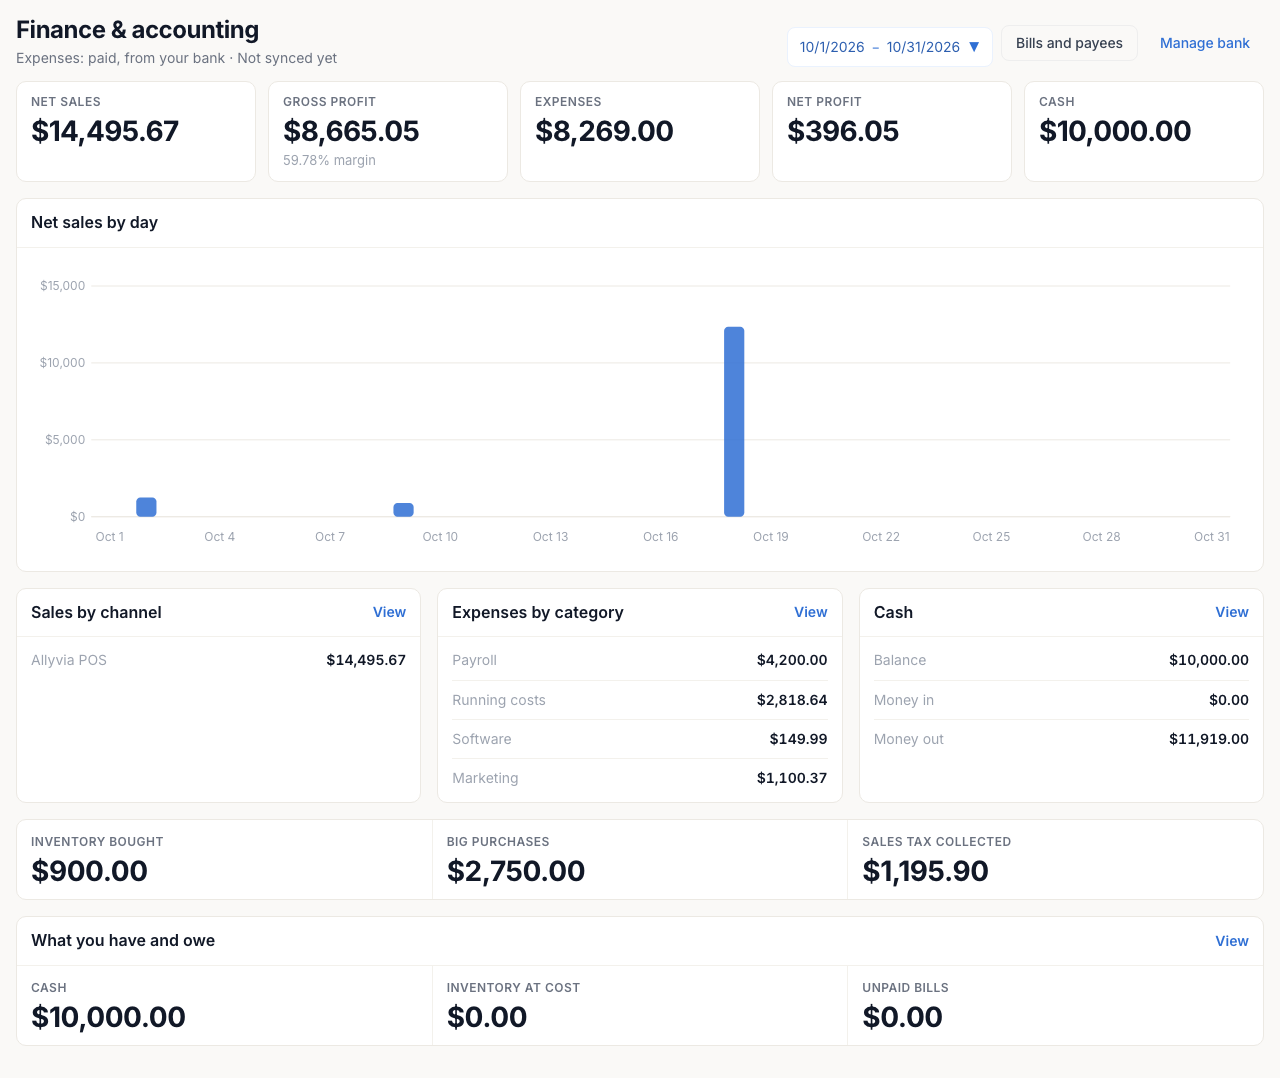 Finance & accounting
Expenses: paid, from your bank · Not synced yet
10/1/2026 – 10/31/2026 ▼
Bills and payees
Manage bank
NET SALES
$14,495.67
GROSS PROFIT
$8,665.05
59.78% margin
EXPENSES
$8,269.00
NET PROFIT
$396.05
CASH
$10,000.00
Net sales by day
$15,000
$10,000
$5,000
$0
Oct 1 Oct 4 Oct 7 Oct 10 Oct 13 Oct 16 Oct 19 Oct 22 Oct 25 Oct 28 Oct 31
Sales by channel View
Allyvia POS $14,495.67
Expenses by category View
Payroll $4,200.00
Running costs $2,818.64
Software $149.99
Marketing $1,100.37
Cash View
Balance $10,000.00
Money in $0.00
Money out $11,919.00
INVENTORY BOUGHT
$900.00
BIG PURCHASES
$2,750.00
SALES TAX COLLECTED
$1,195.90
What you have and owe View
CASH
$10,000.00
INVENTORY AT COST
$0.00
UNPAID BILLS
$0.00